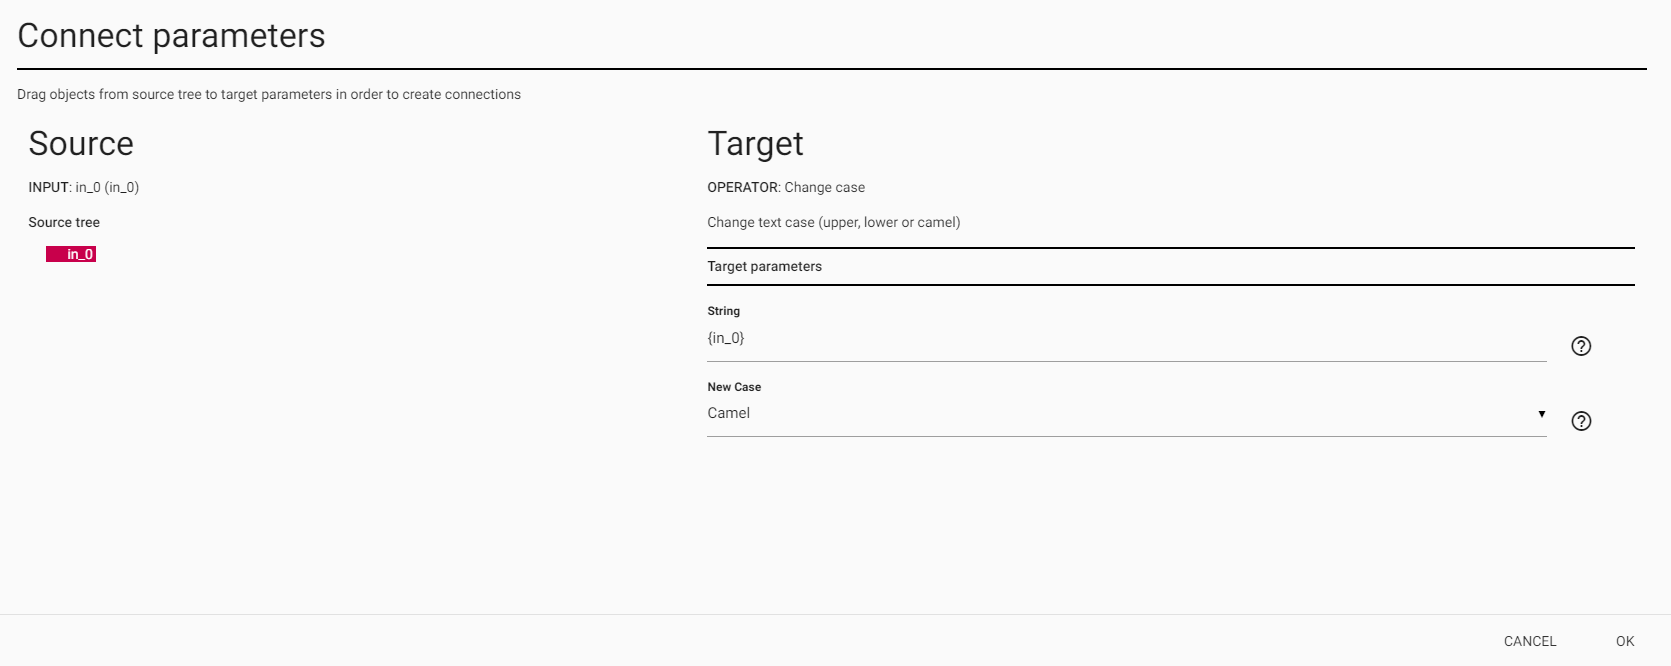 Connect parameters
Drag objects from source tree to target parameters in order to create connections
Source
INPUT: in_0 (in_0)
Source tree
in_0
Target
OPERATOR: Change case
Change text case (upper, lower or camel)
Target parameters
String
{in_0}
New Case
Camel
CANCEL
OK